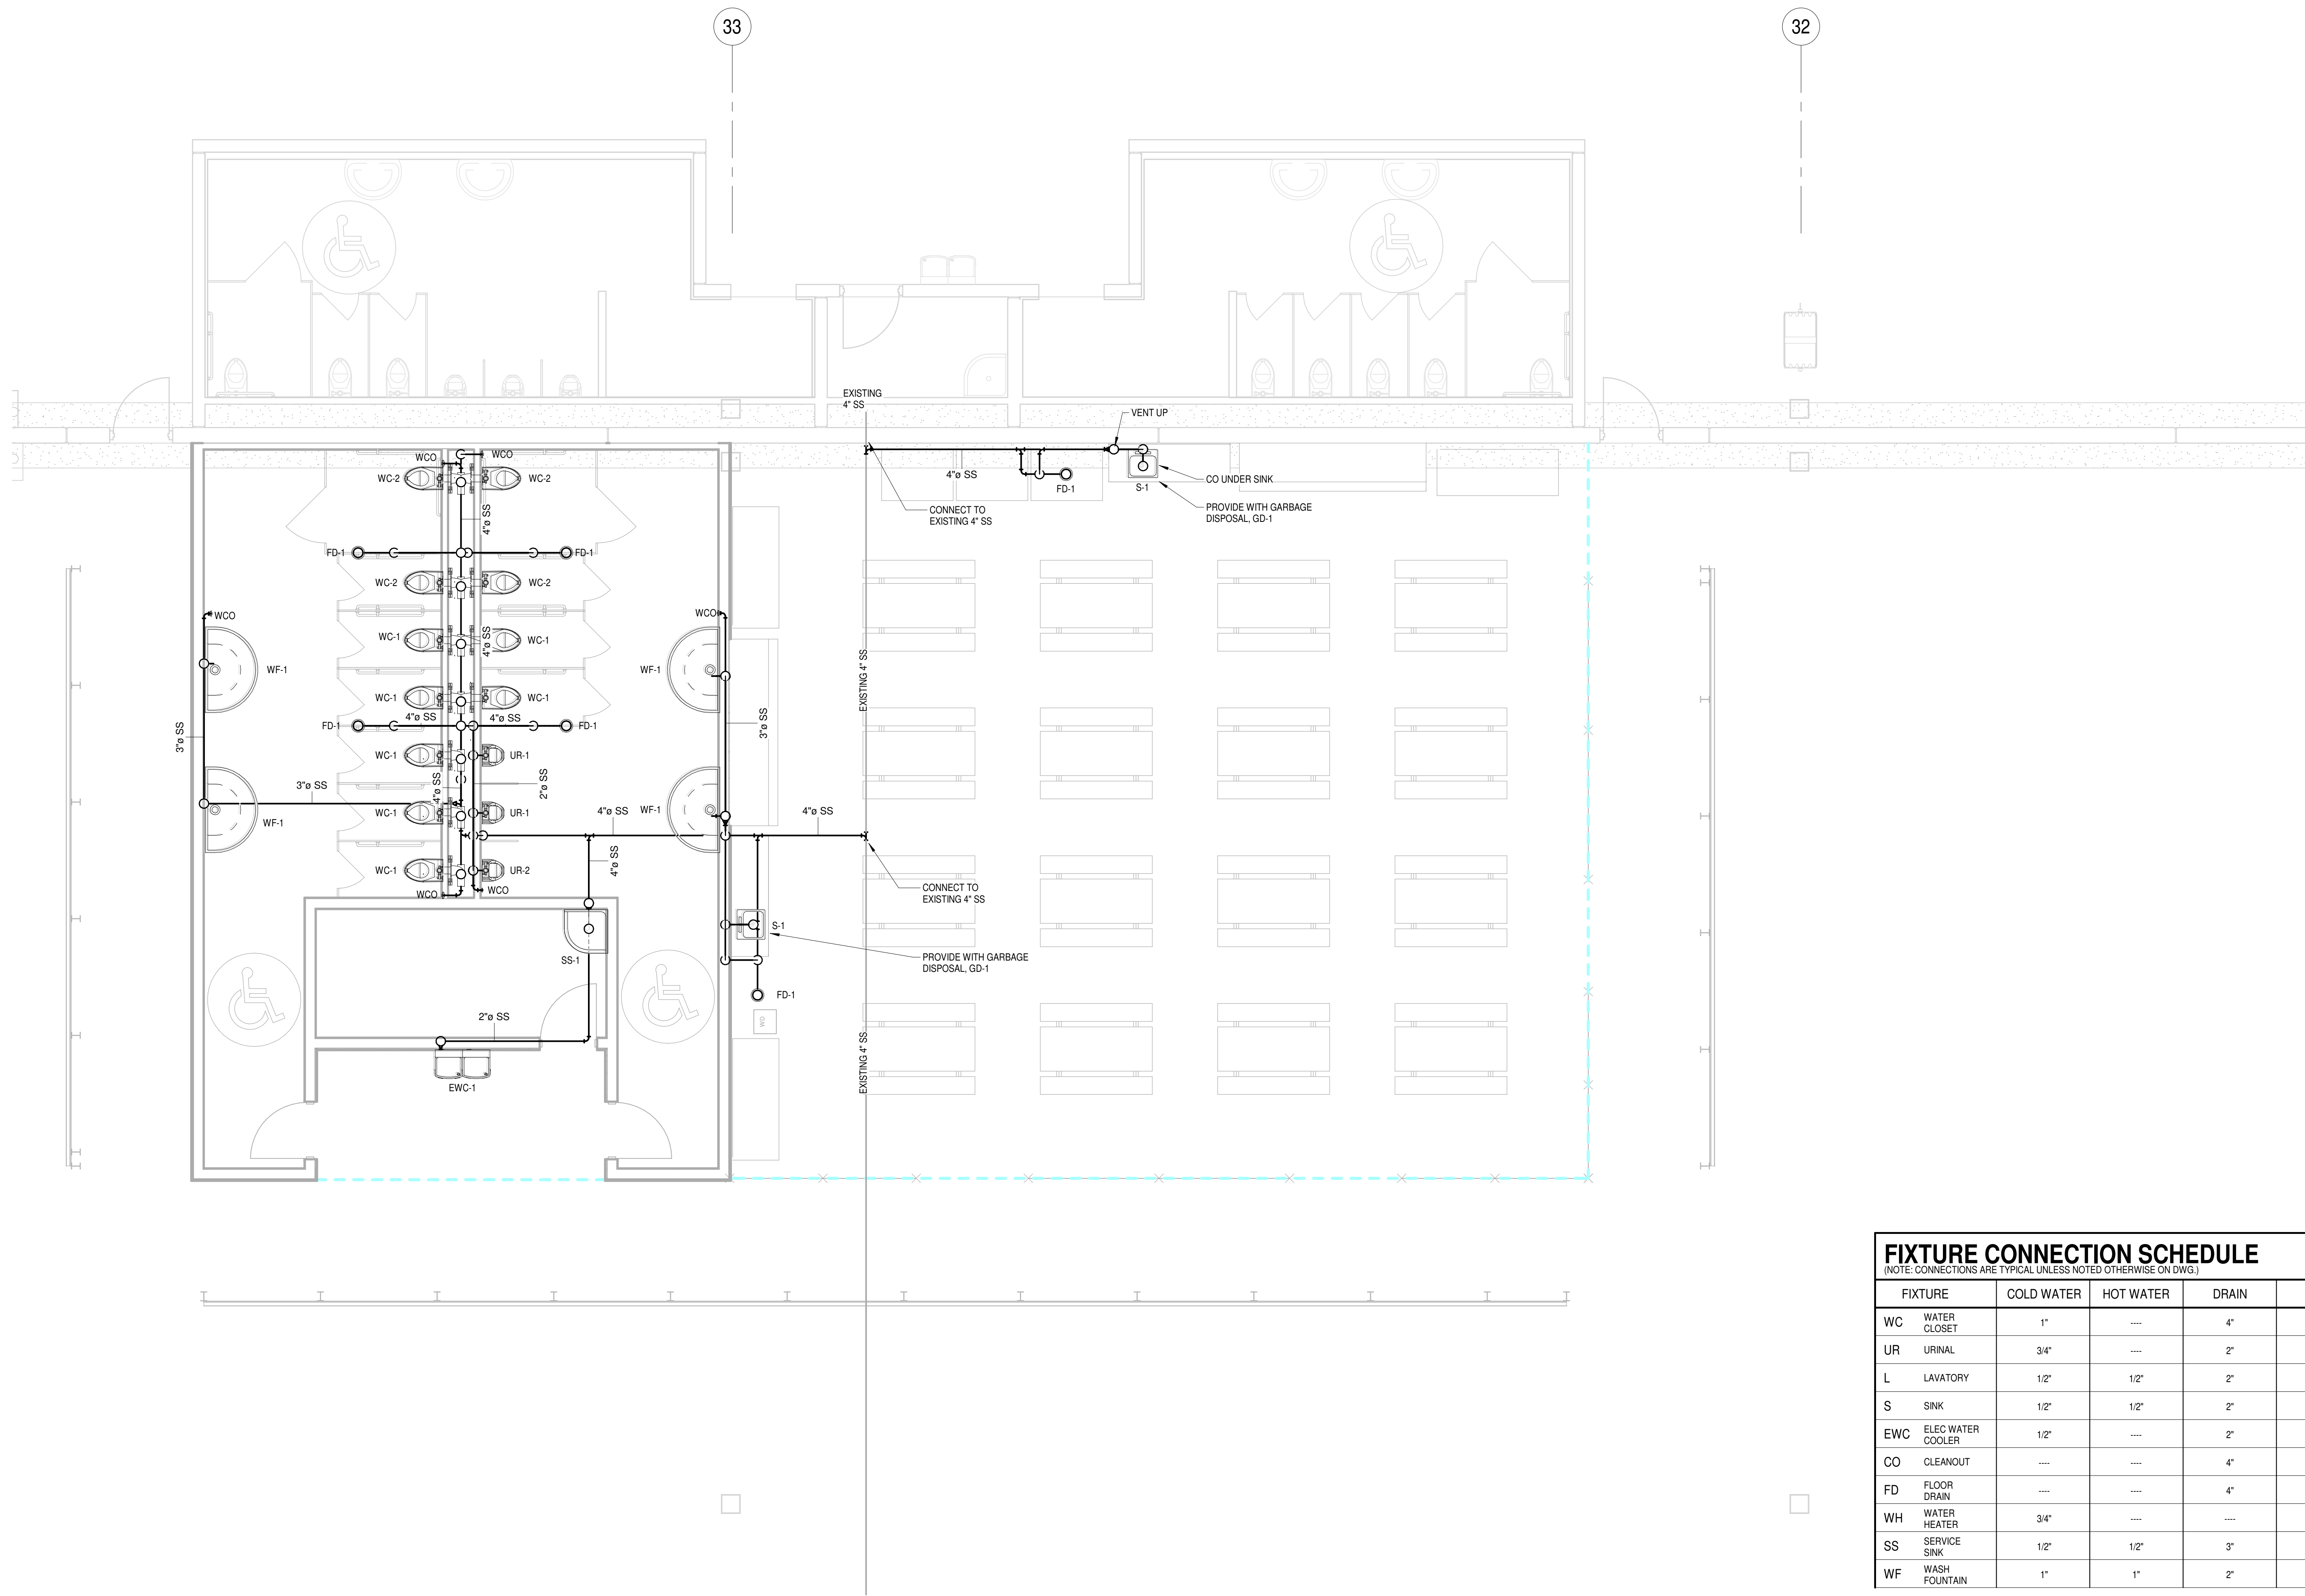 33
32
EXISTING
4" SS
VENT UP
WCO
WCO
WC-2
WC-2
4"ø SS
CO UNDER SINK
FD-1
S-1
PROVIDE WITH GARBAGE
DISPOSAL, GD-1
CONNECT TO
EXISTING 4" SS
4"ø SS
FD-1
FD-1
WC-2
WC-2
WCO
WCO
WC-1
WC-1
4"ø SS
EXISTING 4" SS
WF-1
WF-1
WC-1
WC-1
4"ø SS
4"ø SS
FD-1
FD-1
3"ø SS
3"ø SS
WC-1
UR-1
3"ø SS
4"ø SS
2"ø SS
WF-1
WC-1
UR-1
4"ø SS
WF-1
4"ø SS
4"ø SS
WC-1
UR-2
WCO
WCO
CONNECT TO
EXISTING 4" SS
S-1
SS-1
PROVIDE WITH GARBAGE
DISPOSAL, GD-1
FD-1
2"ø SS
WD
EXISTING 4" SS
EWC-1
FIXTURE CONNECTION SCHEDULE
(NOTE: CONNECTIONS ARE TYPICAL UNLESS NOTED OTHERWISE ON DWG.)
FIXTURE COLD WATER HOT WATER DRAIN
WC WATER CLOSET 1" ---- 4"
UR URINAL 3/4" ---- 2"
L LAVATORY 1/2" 1/2" 2"
S SINK 1/2" 1/2" 2"
EWC ELEC WATER COOLER 1/2" ---- 2"
CO CLEANOUT ---- ---- 4"
FD FLOOR DRAIN ---- ---- 4"
WH WATER HEATER 3/4" ---- ----
SS SERVICE SINK 1/2" 1/2" 3"
WF WASH FOUNTAIN 1" 1" 2"